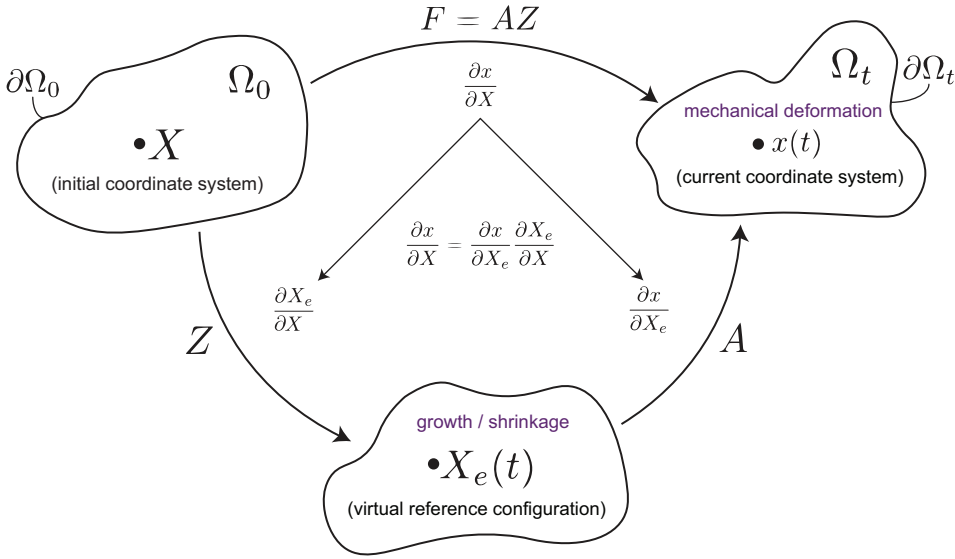 F = AZ
∂Ω₀
Ω₀
•X
(initial coordinate system)
∂x/∂X
Ωₜ
∂Ωₜ
mechanical deformation
• x(t)
(current coordinate system)
∂x/∂X = ∂x/∂Xₑ ∂Xₑ/∂X
∂Xₑ/∂X
∂x/∂Xₑ
Z
A
growth / shrinkage
•Xₑ(t)
(virtual reference configuration)